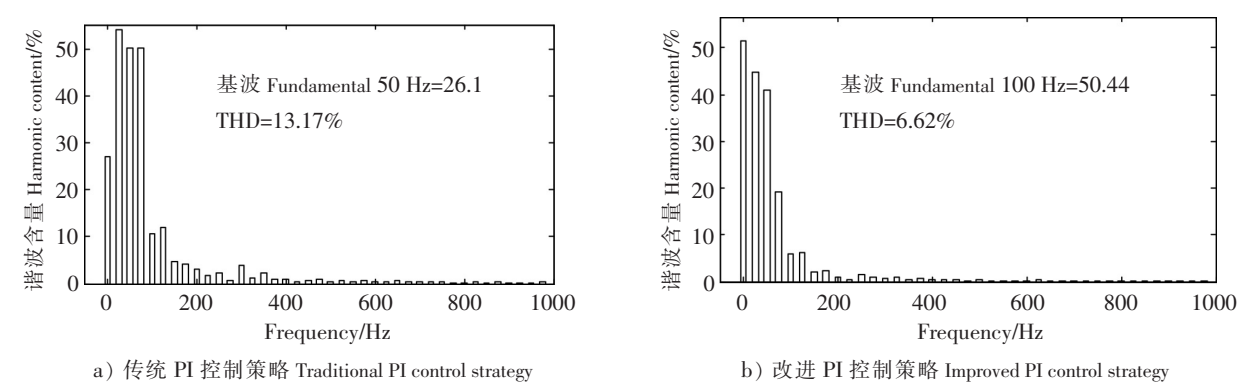 谐波含量 Harmonic content/%
50
40
30
20
10
0
基波 Fundamental 50 Hz=26.1
THD=13.17%
0 200 400 600 800 1000
Frequency/Hz
a) 传统 PI 控制策略 Traditional PI control strategy
谐波含量 Harmonic content/%
50
40
30
20
10
0
基波 Fundamental 100 Hz=50.44
THD=6.62%
0 200 400 600 800 1000
Frequency/Hz
b) 改进 PI 控制策略 Improved PI control strategy